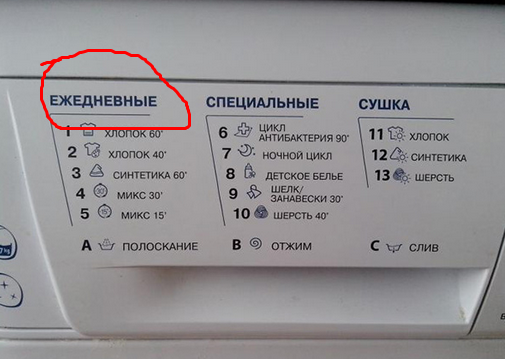 ЕЖЕДНЕВНЫЕ
1 ХЛОПОК 60°
2 ХЛОПОК 40°
3 СИНТЕТИКА 60°
4 МИКС 30'
5 МИКС 15'
A ПОЛОСКАНИЕ
СПЕЦИАЛЬНЫЕ
6 ЦИКЛ
АНТИБАКТЕРИЯ 90°
7 НОЧНОЙ ЦИКЛ
8 ДЕТСКОЕ БЕЛЬЕ
9 ШЕЛК/
ЗАНАВЕСКИ 30°
10 ШЕРСТЬ 40°
B ОТЖИМ
СУШКА
11 ХЛОПОК
12 СИНТЕТИКА
13 ШЕРСТЬ
C СЛИВ